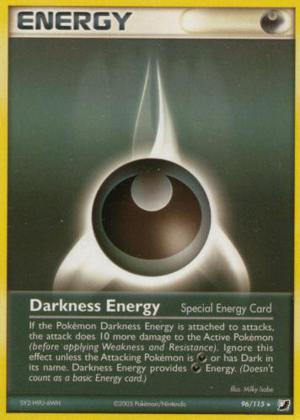 ENERGY
Darkness Energy Special Energy Card
If the Pokémon Darkness Energy is attached to attacks,
the attack does 10 more damage to the Active Pokémon
(before applying Weakness and Resistance). Ignore this
effect unless the Attacking Pokémon is or has Dark in
its name. Darkness Energy provides Energy. (Doesn't
count as a basic Energy card.)
Illus. Milky Isobe
©2005 Pokémon/Nintendo
96/115